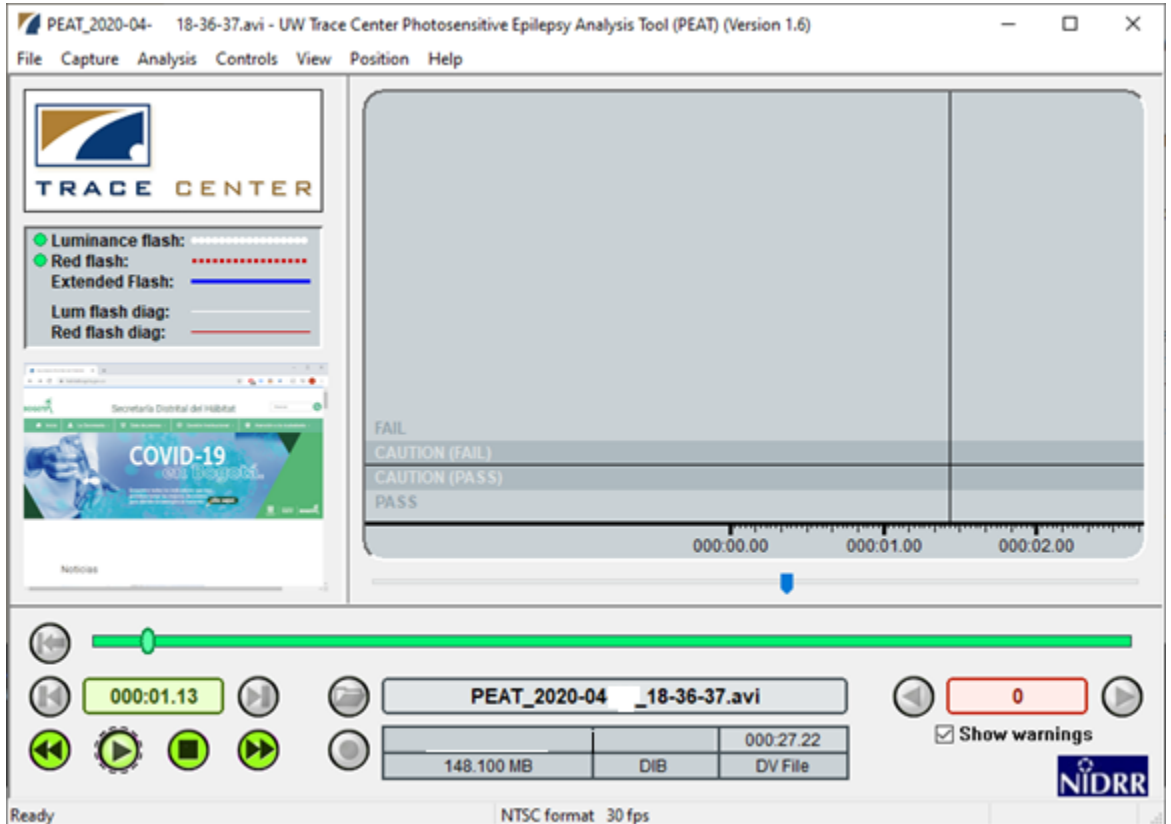 PEAT_2020-04- 18-36-37.avi - UW Trace Center Photosensitive Epilepsy Analysis Tool (PEAT) (Version 1.6)
File Capture Analysis Controls View Position Help
TRACE CENTER
Luminance flash:
Red flash:
Extended Flash:
Lum flash diag:
Red flash diag:
Secretaría Distrital del Hábitat
COVID-19
en Bogotá.
Noticias
FAIL
CAUTION (FAIL)
CAUTION (PASS)
PASS
000:00.00 000:01.00 000:02.00
000:01.13
PEAT_2020-04 _18-36-37.avi
0
Show warnings
000:27.22
148.100 MB DIB DV File
NIDRR
Ready NTSC format 30 fps